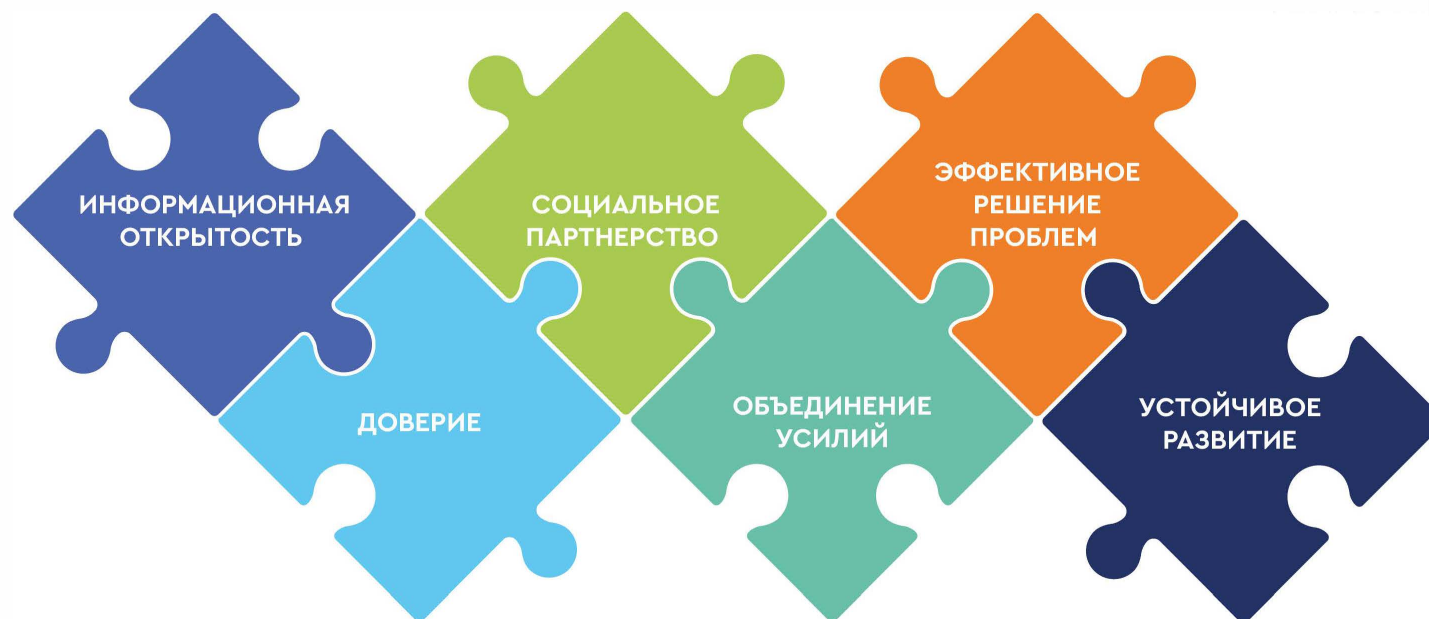 ИНФОРМАЦИОННАЯ
ОТКРЫТОСТЬ
ДОВЕРИЕ
СОЦИАЛЬНОЕ
ПАРТНЕРСТВО
ОБЪЕДИНЕНИЕ
УСИЛИЙ
ЭФФЕКТИВНОЕ
РЕШЕНИЕ
ПРОБЛЕМ
УСТОЙЧИВОЕ
РАЗВИТИЕ